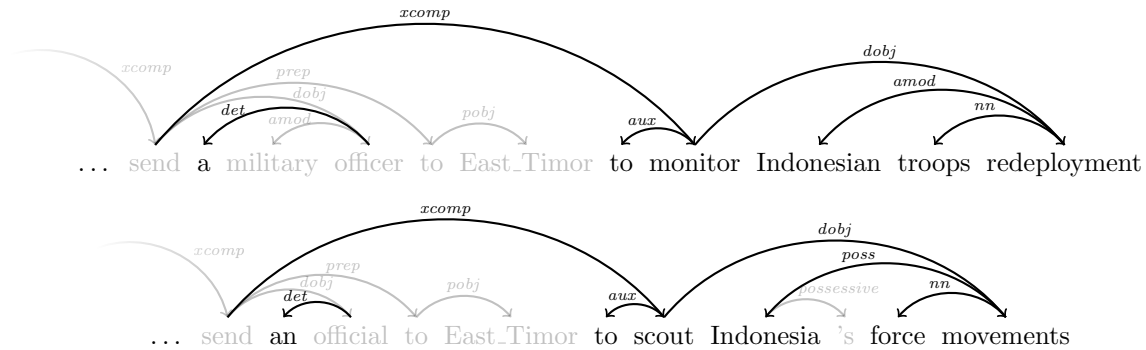 xcomp
dobj
xcomp
prep
amod
dobj
det
nn
amod
pobj
aux
... send a military officer to East_Timor to monitor Indonesian troops redeployment
xcomp
dobj
xcomp
poss
prep
dobj
pobj
possessive
nn
det
aux
... send an official to East_Timor to scout Indonesia 's force movements